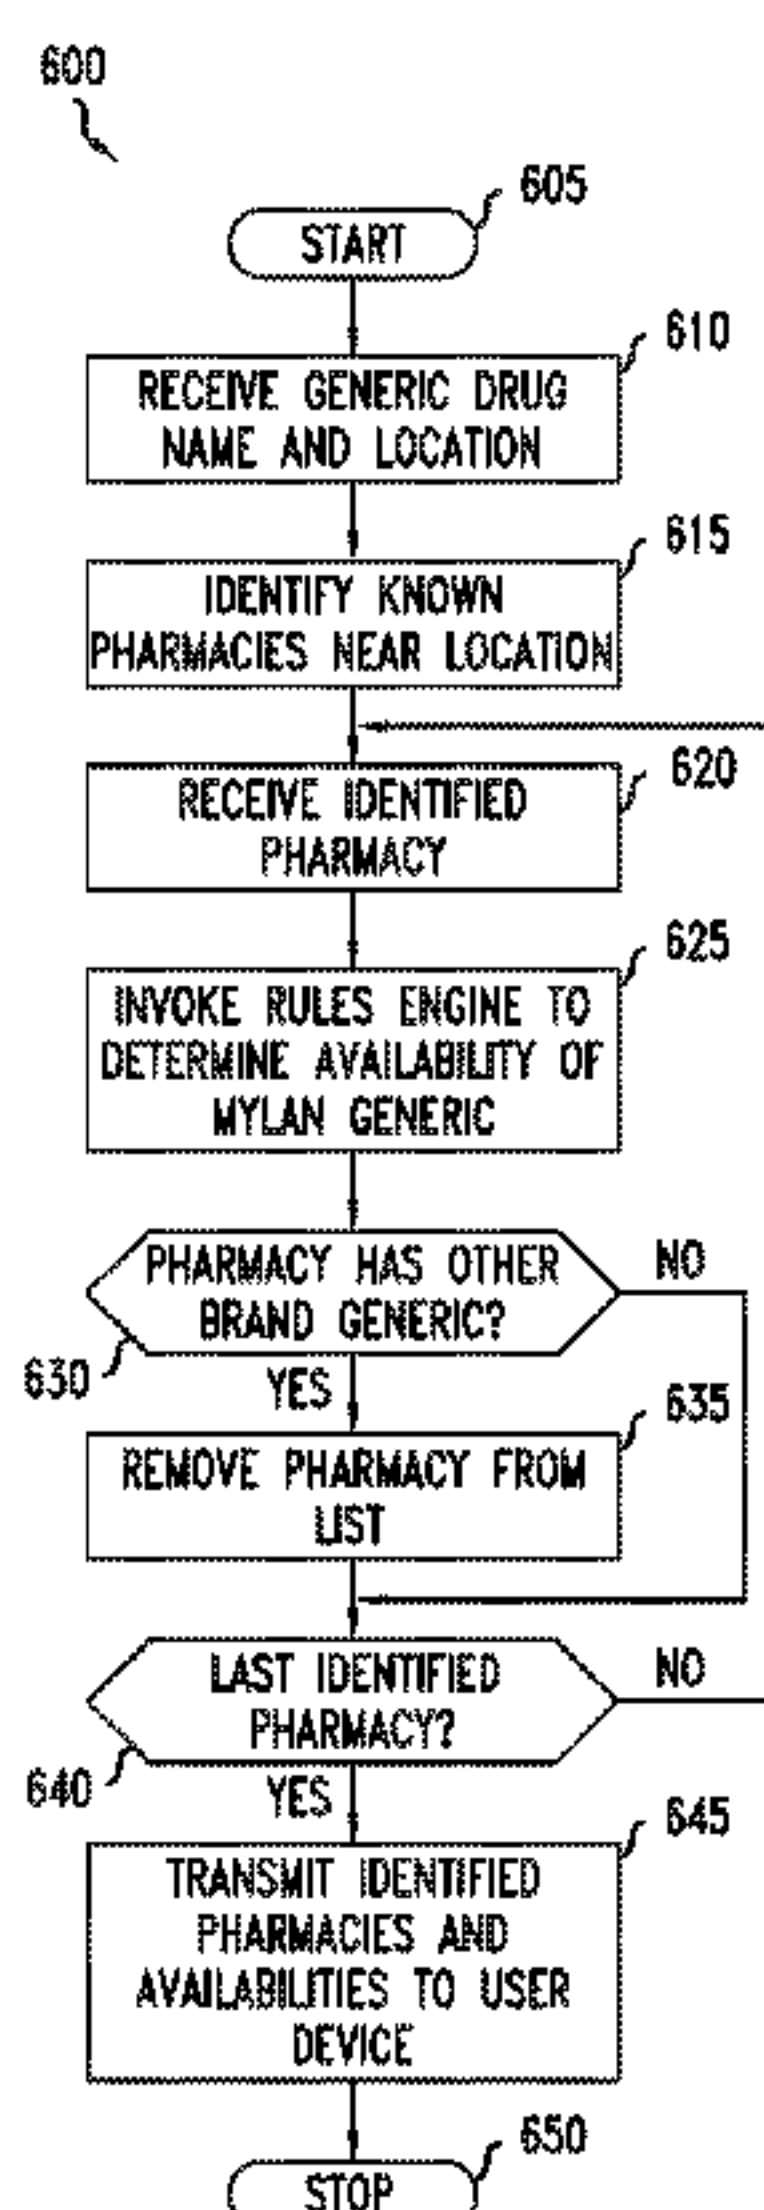 600
605
START
610
RECEIVE GENERIC DRUG
NAME AND LOCATION
615
IDENTIFY KNOWN
PHARMACIES NEAR LOCATION
620
RECEIVE IDENTIFIED
PHARMACY
625
INVOKE RULES ENGINE TO
DETERMINE AVAILABILITY OF
MYLAN GENERIC
PHARMACY HAS OTHER
BRAND GENERIC?
NO
630
YES
635
REMOVE PHARMACY FROM
LIST
LAST IDENTIFIED
PHARMACY?
NO
640
YES
645
TRANSMIT IDENTIFIED
PHARMACIES AND
AVAILABILITIES TO USER
DEVICE
650
STOP